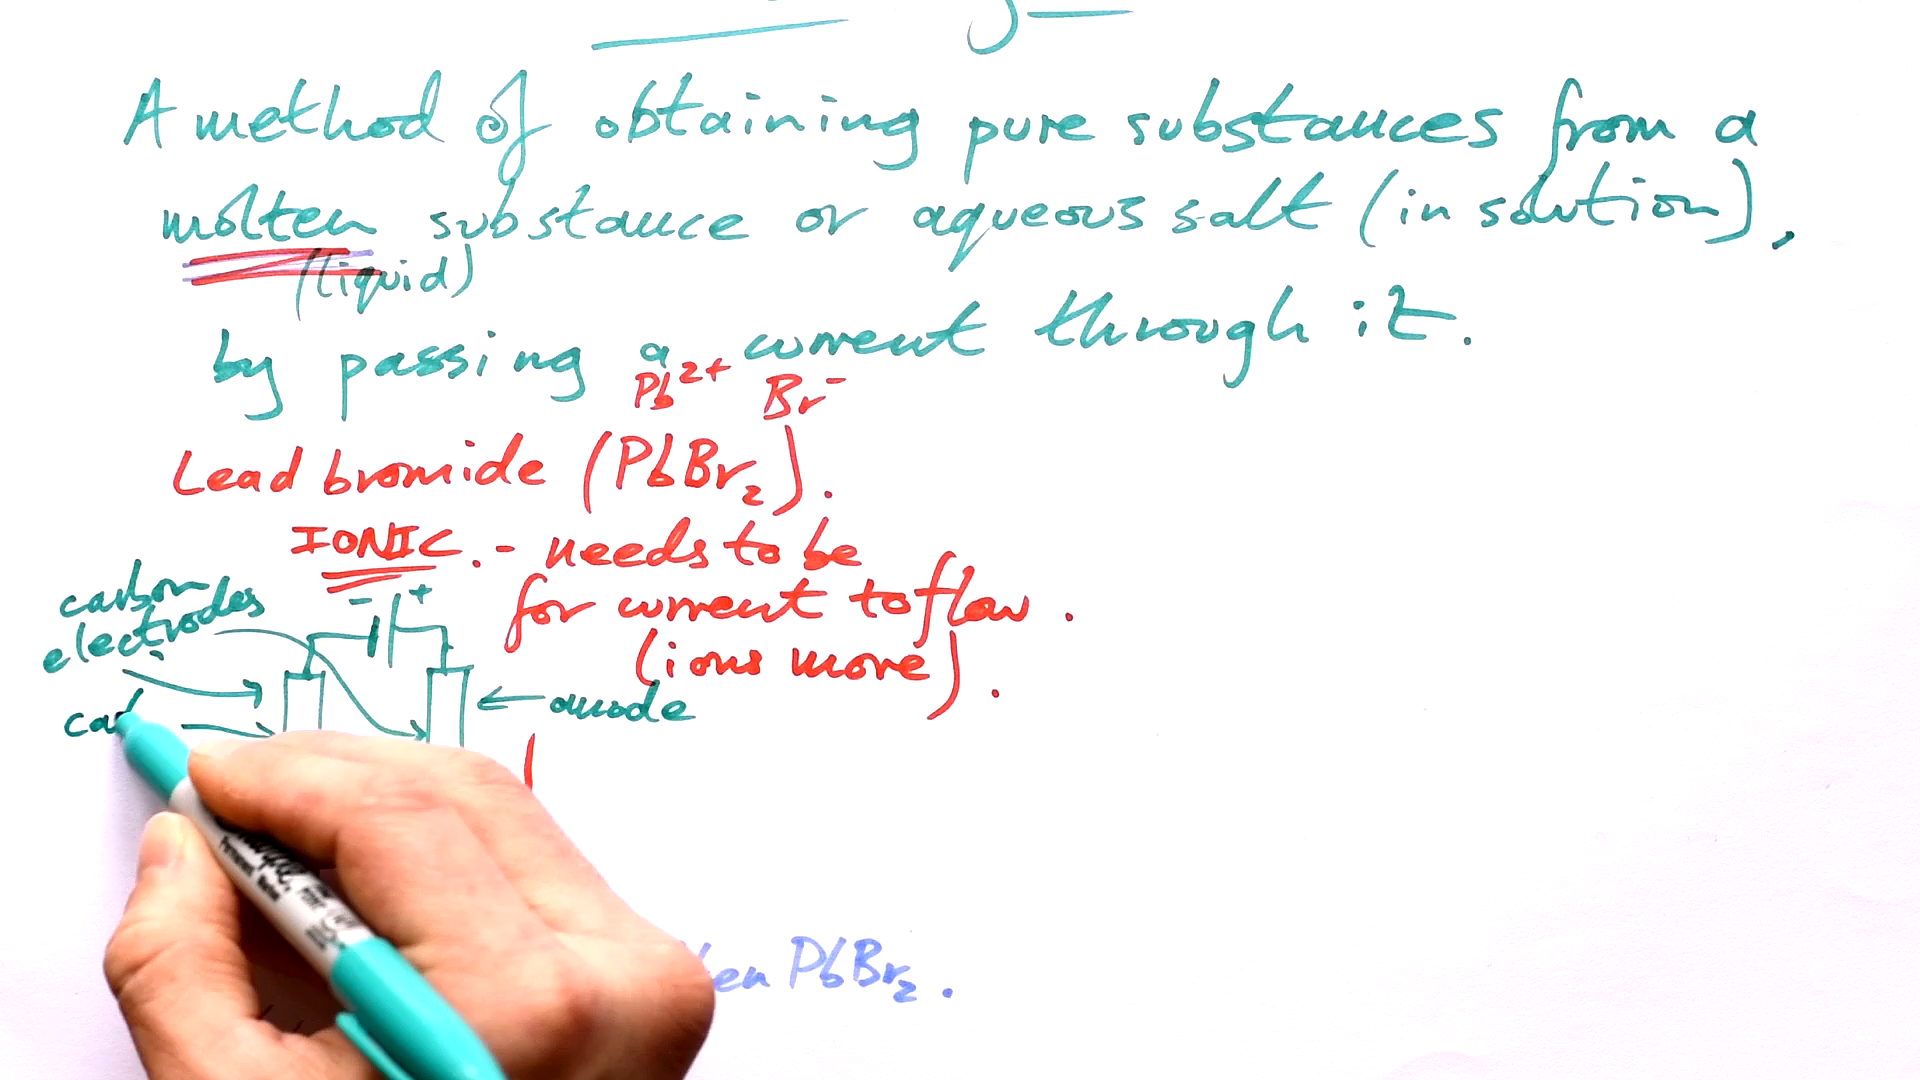 A method of obtaining pure substances from a
molten substance or aqueous salt (in solution),
(liquid)
by passing a current through it.
Pb2+ Br-
Lead bromide (PbBr2).
IONIC. - needs to be
for current to flow.
(ions move).
carbon
electrodes
- +
anode
cat
PbBr2.